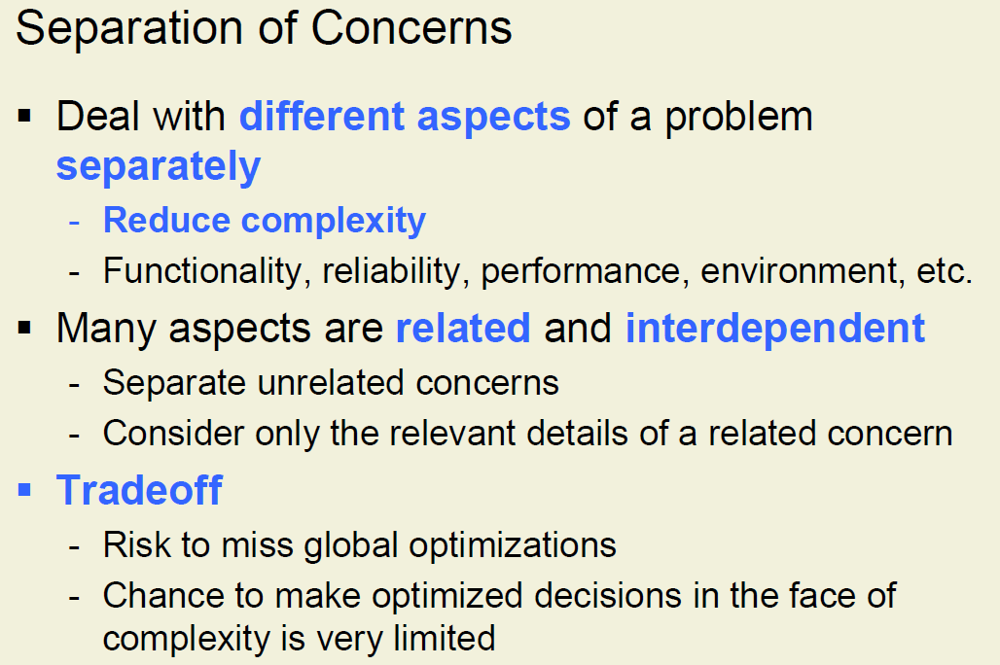 Separation of Concerns
▪ Deal with different aspects of a problem
separately
- Reduce complexity
- Functionality, reliability, performance, environment, etc.
▪ Many aspects are related and interdependent
- Separate unrelated concerns
- Consider only the relevant details of a related concern
▪ Tradeoff
- Risk to miss global optimizations
- Chance to make optimized decisions in the face of
complexity is very limited